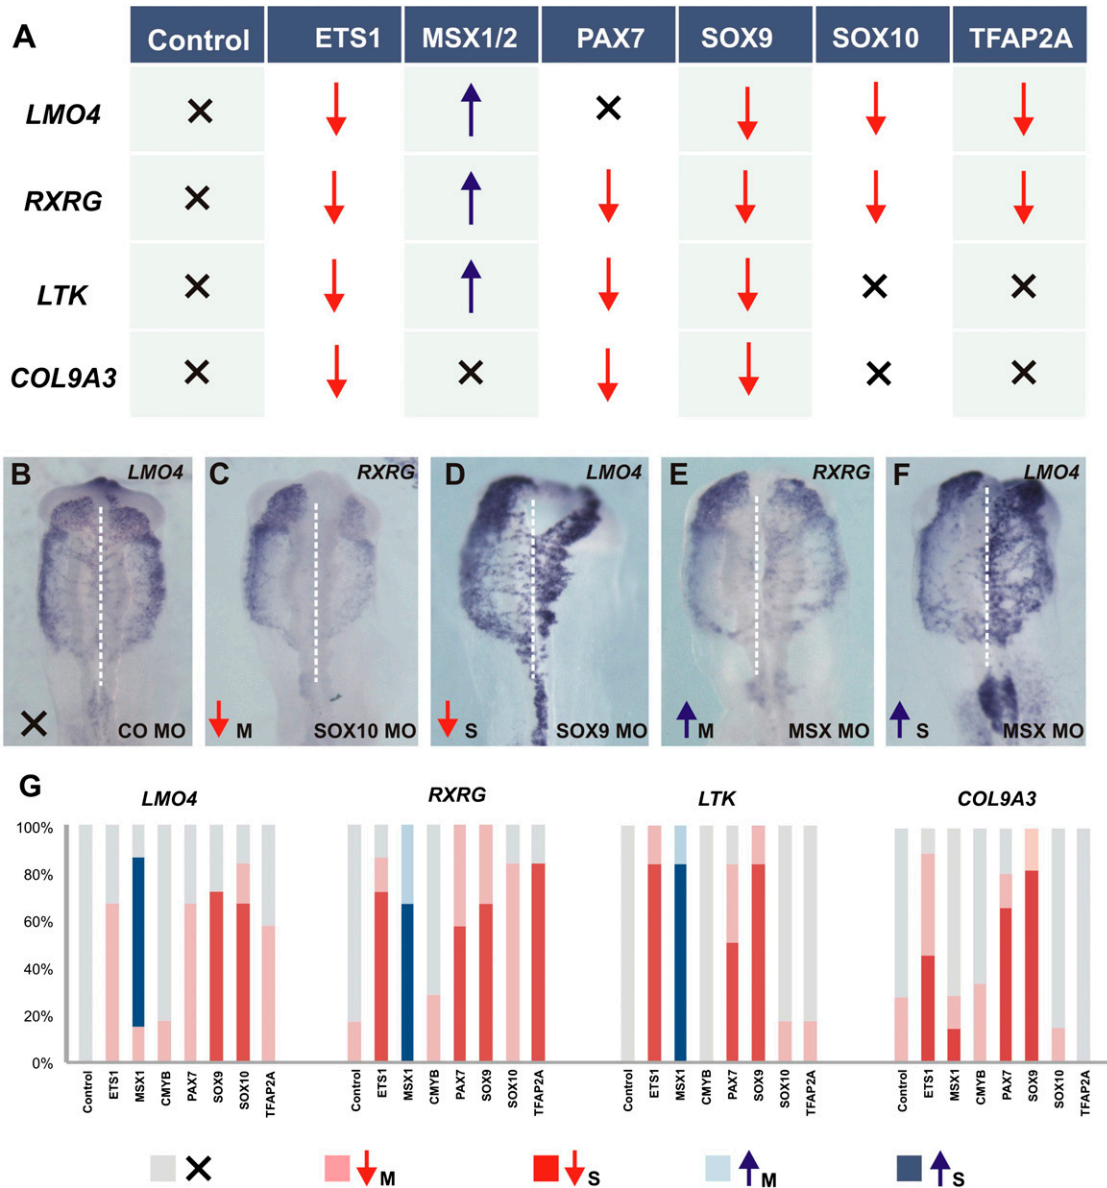 A Control ETS1 MSX1/2 PAX7 SOX9 SOX10 TFAP2A
LMO4
RXRG
LTK
COL9A3
B LMO4 C RXRG D LMO4 E RXRG F LMO4
CO MO M SOX10 MO S SOX9 MO M MSX MO S MSX MO
G
LMO4 RXRG LTK COL9A3
100%
80%
60%
40%
20%
0%
Control ETS1 MSX1 CMYB PAX7 SOX9 SOX10 TFAP2A Control ETS1 MSX1 CMYB PAX7 SOX9 SOX10 TFAP2A Control ETS1 MSX1 CMYB PAX7 SOX9 SOX10 TFAP2A Control ETS1 MSX1 CMYB PAX7 SOX9 SOX10 TFAP2A
M S M S